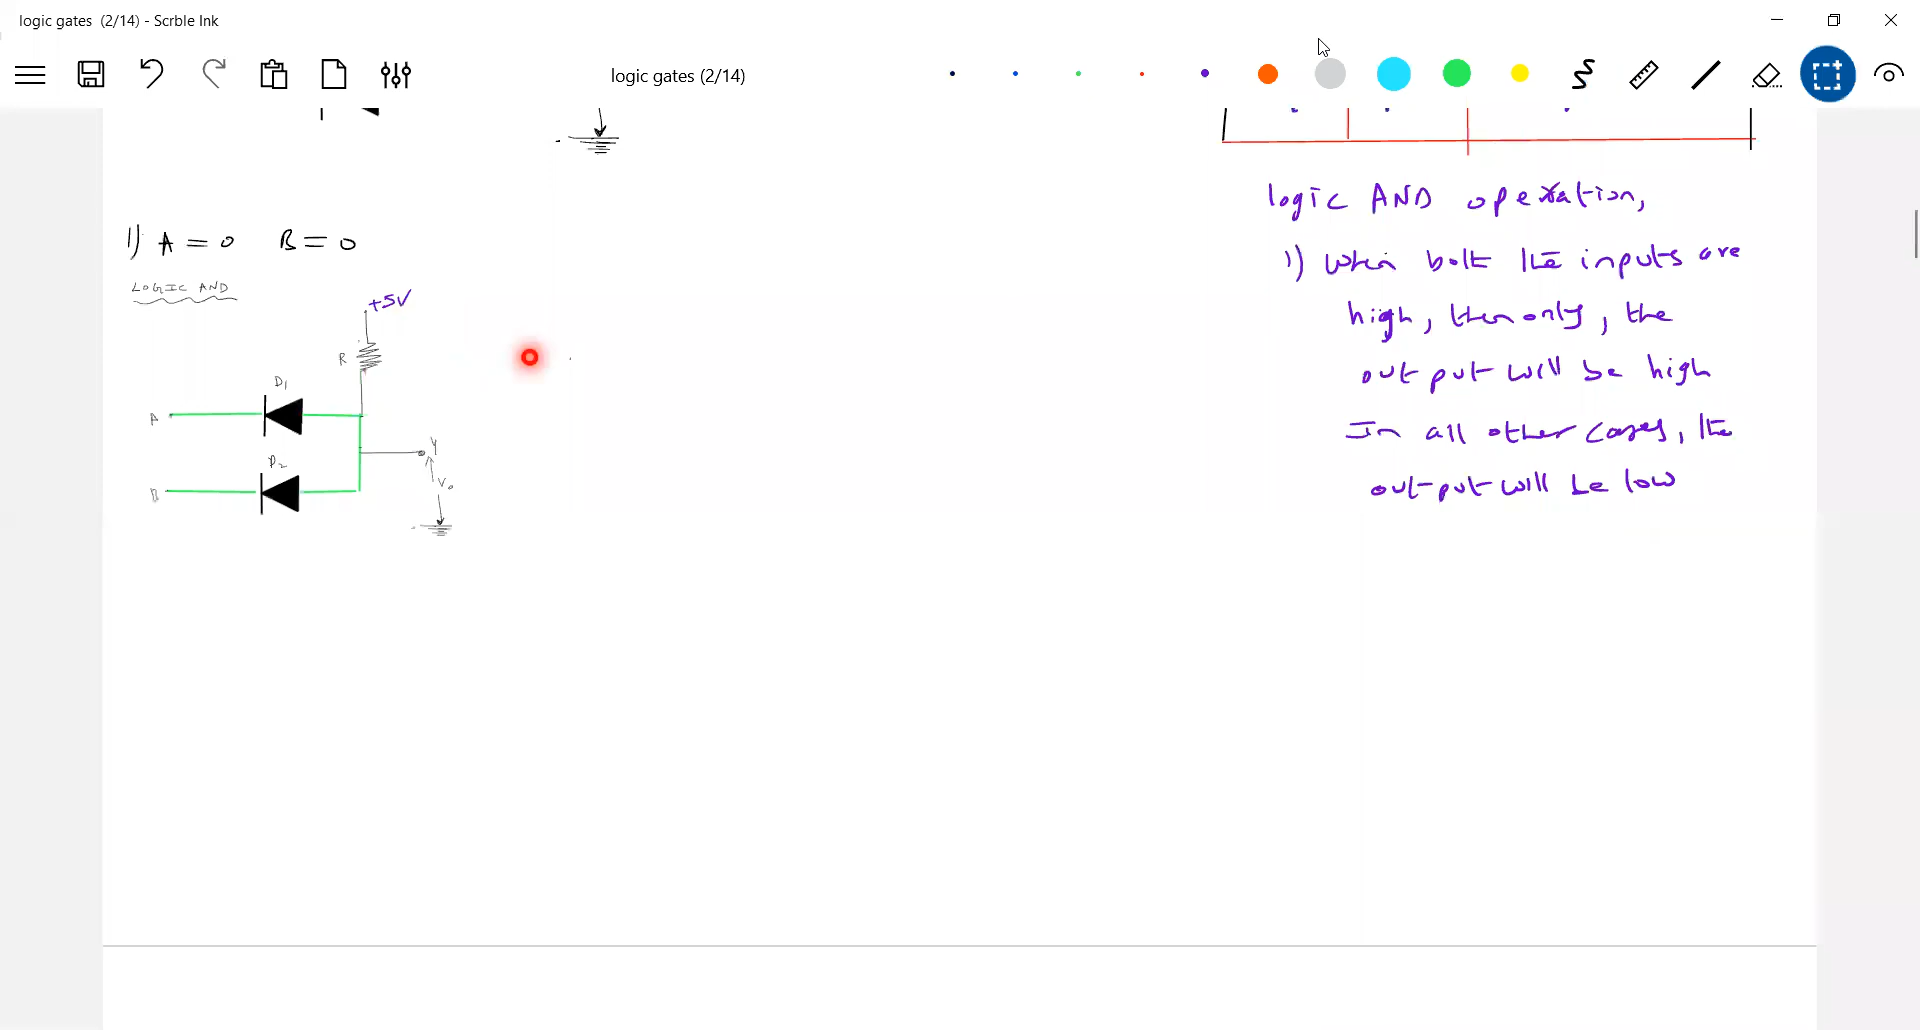 logic gates (2/14) - Scrble Ink
logic gates (2/14)
logic AND operation,
1) A = 0 B = 0
LOGIC AND
+5V
R
D1
A
Y
D2
Vo
B
1) When both the inputs are
high, then only, the
output will be high
In all other cases, the
output will be low